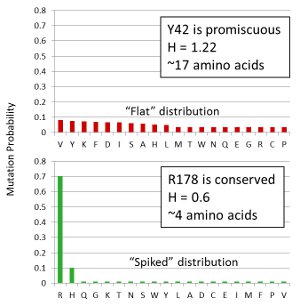 0.8
0.7
0.6
0.5
0.4
0.3
0.2
0.1
0
Y42 is promiscuous
H = 1.22
~17 amino acids
“Flat” distribution
V Y K F D I S A H L M T W N Q E G R C P
Mutation Probability
0.8
0.7
0.6
0.5
0.4
0.3
0.2
0.1
0
R178 is conserved
H = 0.6
~4 amino acids
“Spiked” distribution
R H Q G K T N S W Y L A D C E I M F P V